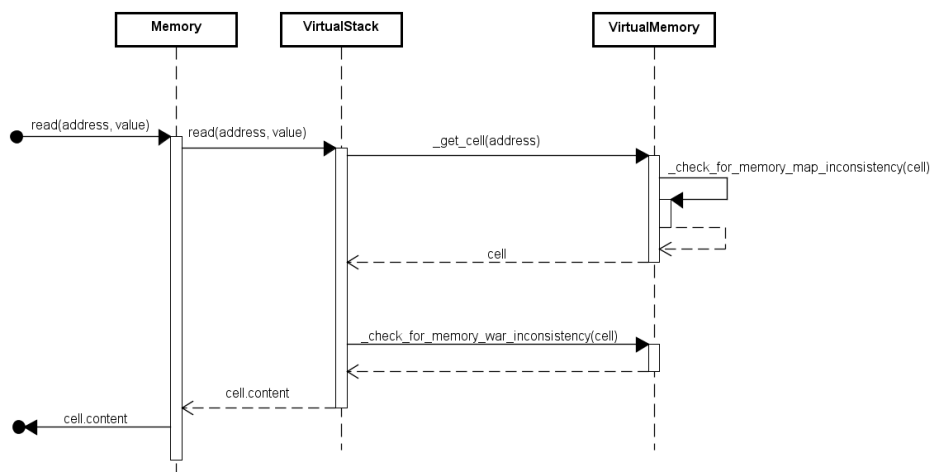 Memory
VirtualStack
VirtualMemory
read(address, value)
read(address, value)
_get_cell(address)
_check_for_memory_map_inconsistency(cell)
cell
_check_for_memory_war_inconsistency(cell)
cell.content
cell.content